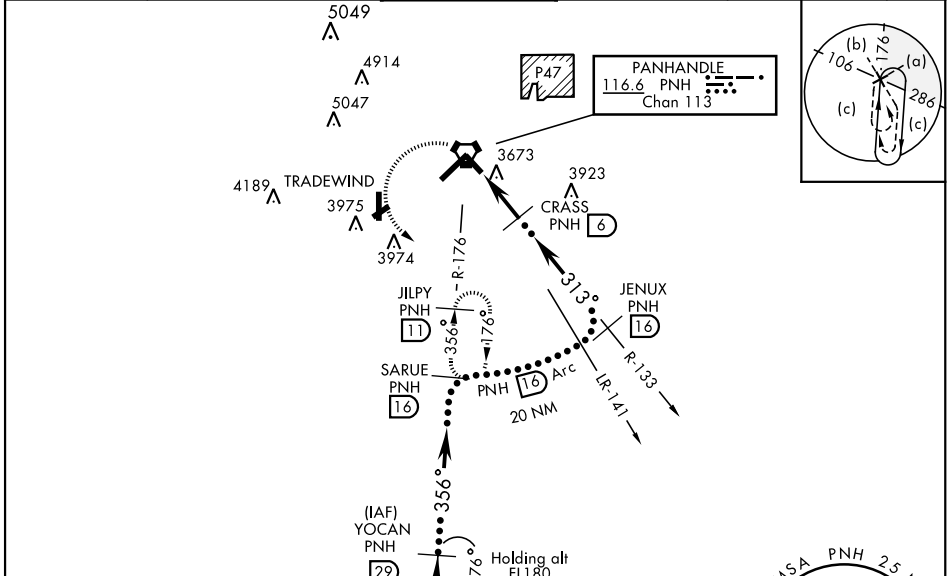 5049
4914
5047
P47
PANHANDLE
116.6 PNH
Chan 113
(b)
176
(a)
106
286
(c)
(c)
3673
4189
TRADEWIND
3975
3974
3923
CRASS
PNH 6
R-176
313°
JENUX
PNH
16
JILPY
PNH
11
356°
176°
SARUE
PNH
16
PNH 16 Arc
20 NM
LR-141
R-133
356°
(IAF)
YOCAN
PNH
29
Holding alt
FL180
MSA PNH 25